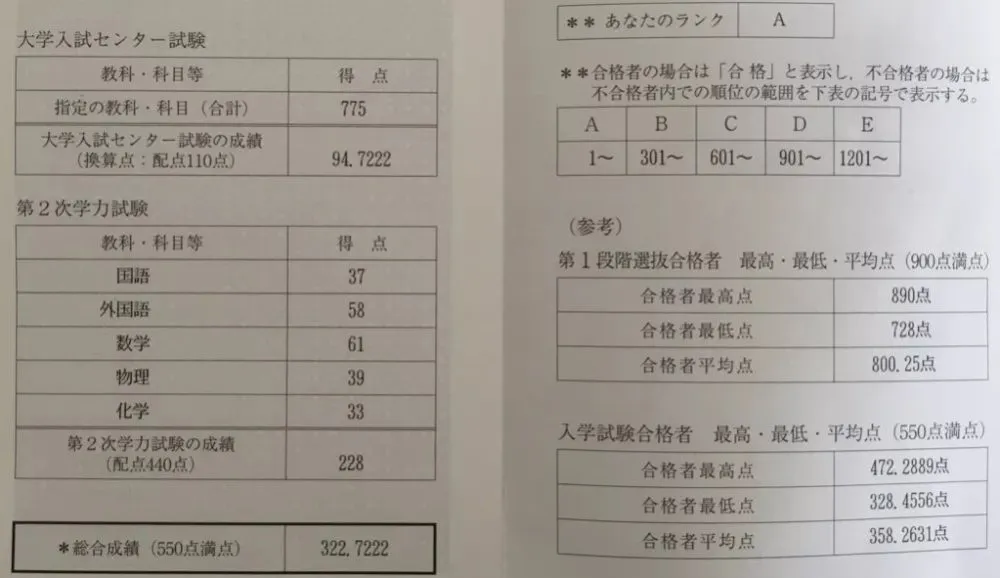 大学入試センター試験
教科・科目等 得 点
指定の教科・科目(合計) 775
大学入試センター試験の成績
(換算点:配点110点) 94.7222
第2次学力試験
教科・科目等 得 点
国語 37
外国語 58
数学 61
物理 39
化学 33
第2次学力試験の成績
(配点440点) 228
*総合成績(550点満点) 322.7222
**あなたのランク A
**合格者の場合は「合格」と表示し,不合格者の場合は
不合格者内での順位の範囲を下表の記号で表示する。
A B C D E
1~ 301~ 601~ 901~ 1201~
(参考)
第1段階選抜合格者 最高・最低・平均点(900点満点)
合格者最高点 890点
合格者最低点 728点
合格者平均点 800.25点
入学試験合格者 最高・最低・平均点(550点満点)
合格者最高点 472.2889点
合格者最低点 328.4556点
合格者平均点 358.2631点